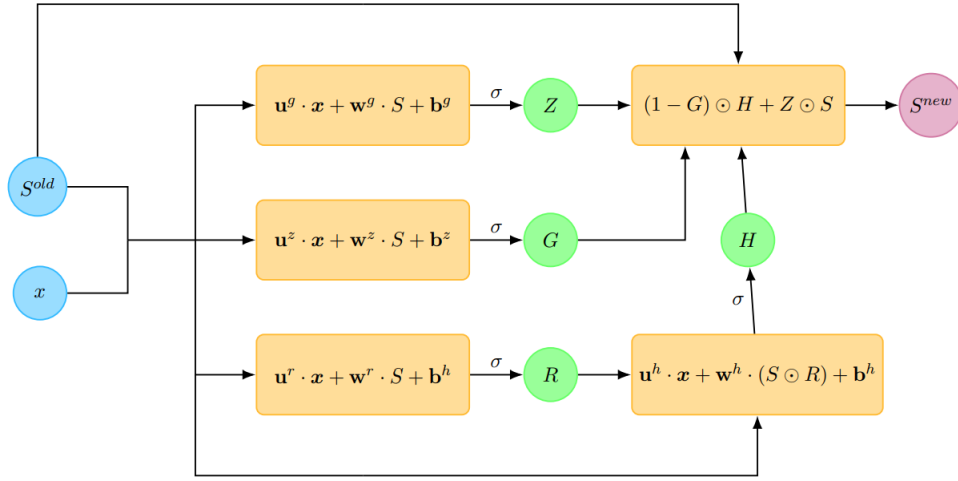 u^g · x + w^g · S + b^g
σ
Z
(1 − G) ⊙ H + Z ⊙ S
S^{new}
S^{old}
u^z · x + w^z · S + b^z
σ
G
H
x
σ
u^r · x + w^r · S + b^h
σ
R
u^h · x + w^h · (S ⊙ R) + b^h